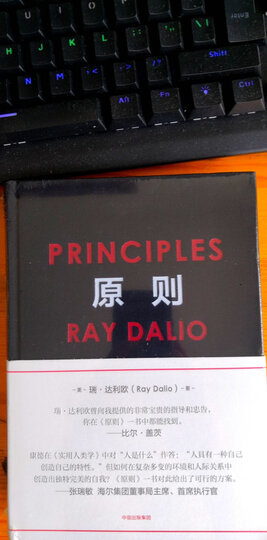 Enter
Shift
N
M
Alt
Fn
Ctrl
PRINCIPLES
原则
RAY DALIO
瑞·达利欧(Ray Dalio)
瑞·达利欧曾向我提供的非常宝贵的指导和忠告,
你在《原则》一书中都能找到。
——比尔·盖茨
康德在《实用人类学》中对“人是什么”作答:“人具有一种自己
创造自己的特性。”但如何在复杂多变的环境和人际关系中
创造出独特完美的自我?《原则》一书对此给出了可行的方案。
——张瑞敏 海尔集团董事局主席、首席执行官
中信出版集团